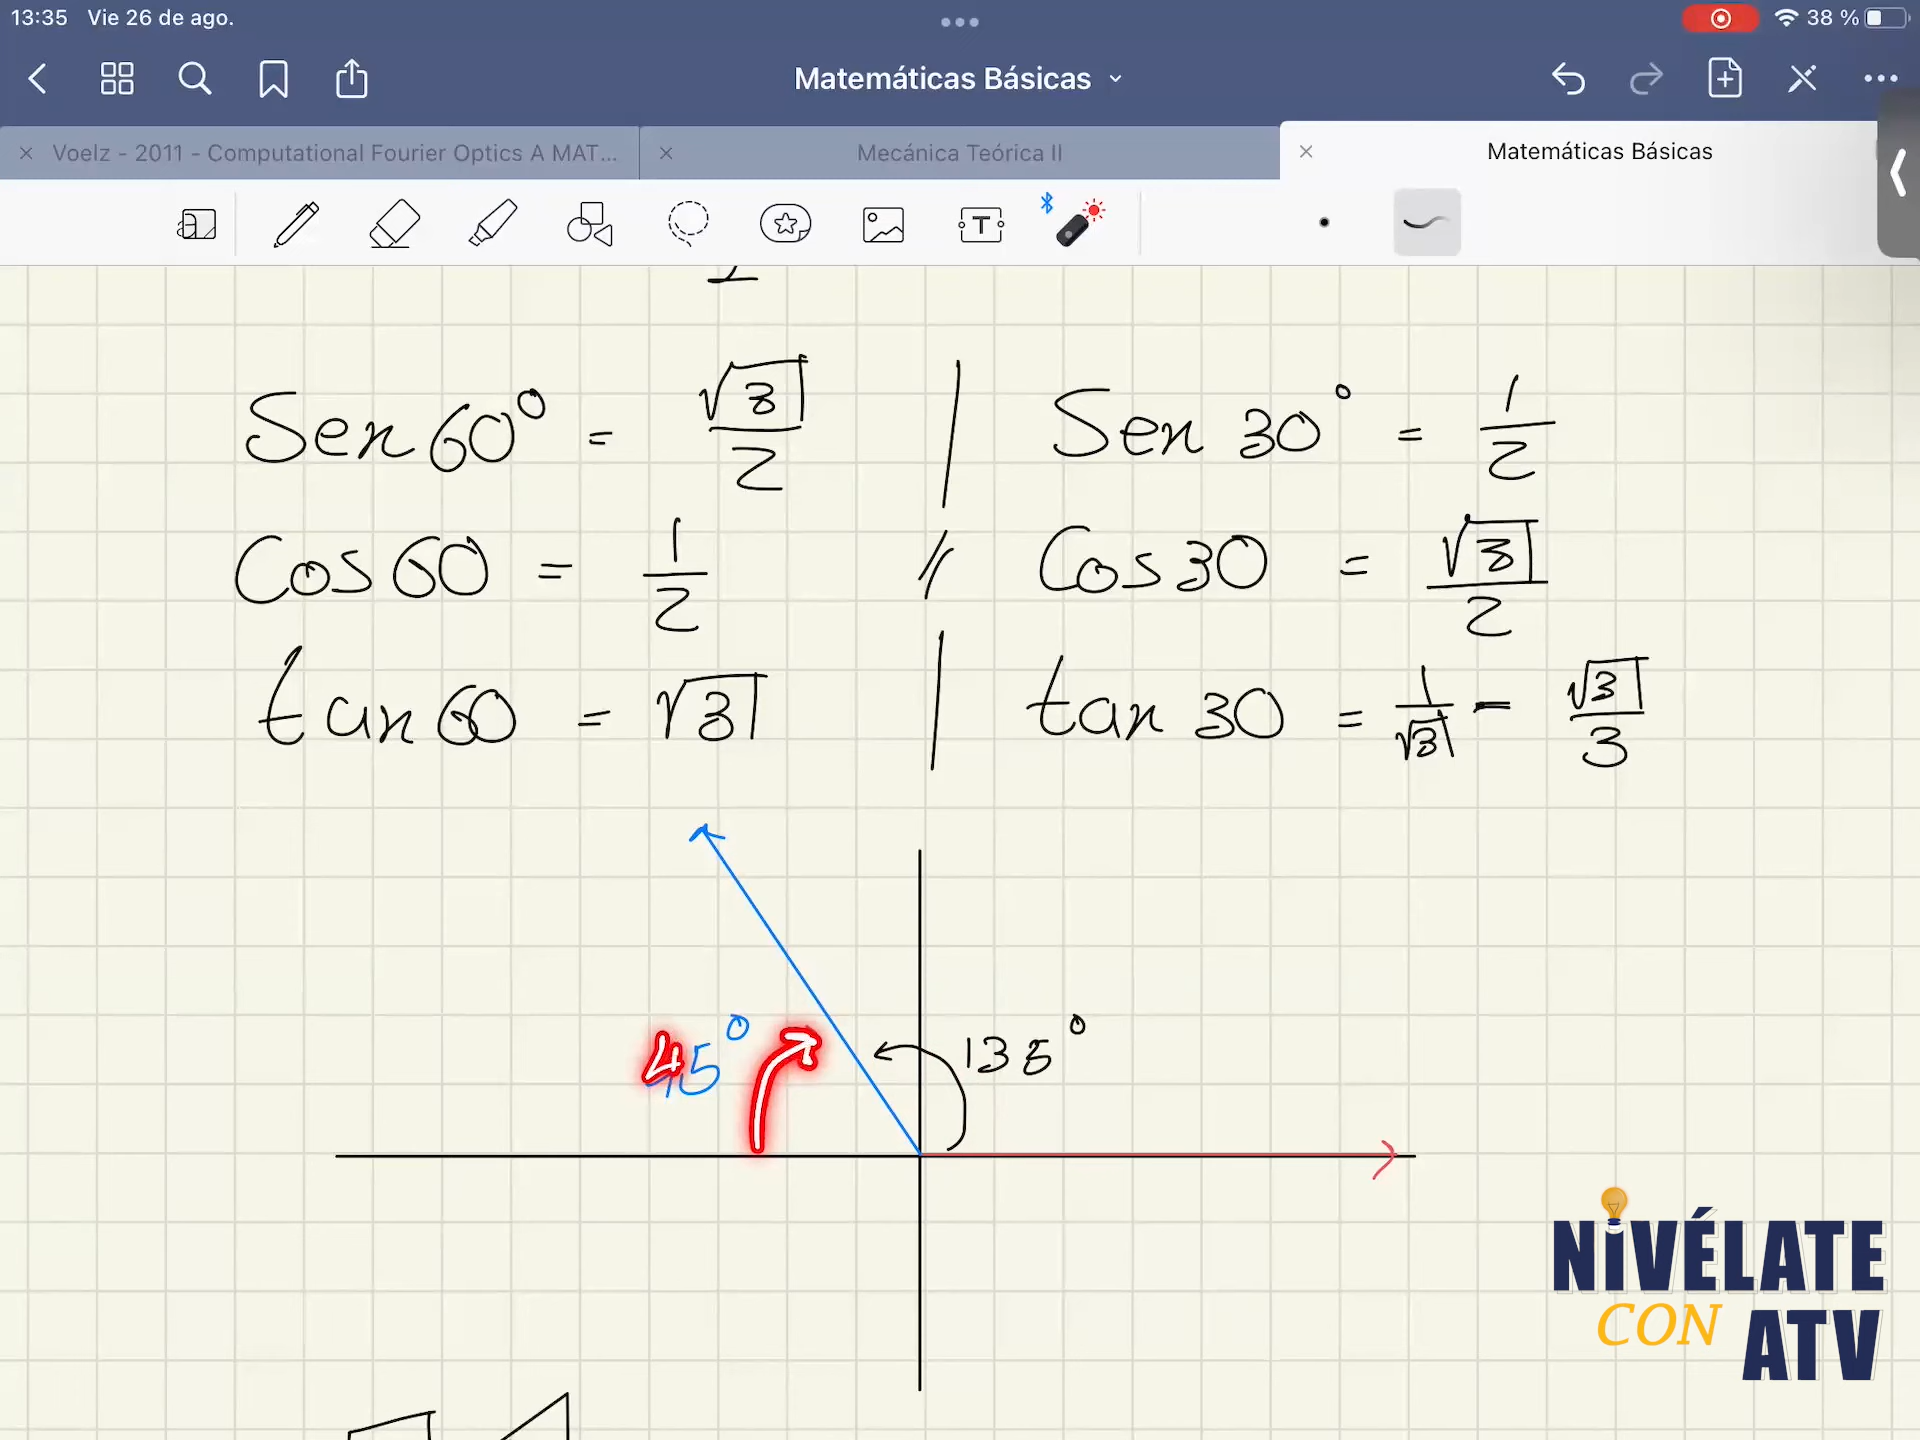 13:35 Vie 26 de ago.
38 %
Matemáticas Básicas
Voelz - 2011 - Computational Fourier Optics A MAT...
Mecánica Teórica II
Matemáticas Básicas
T
Sen 60° = √3/2 | Sen 30° = 1/2
Cos 60 = 1/2 | Cos 30 = √3/2
tan 60 = √3 | tan 30 = 1/√3 - √3/3
45°
135°
NIVÉLATE
CON
ATV